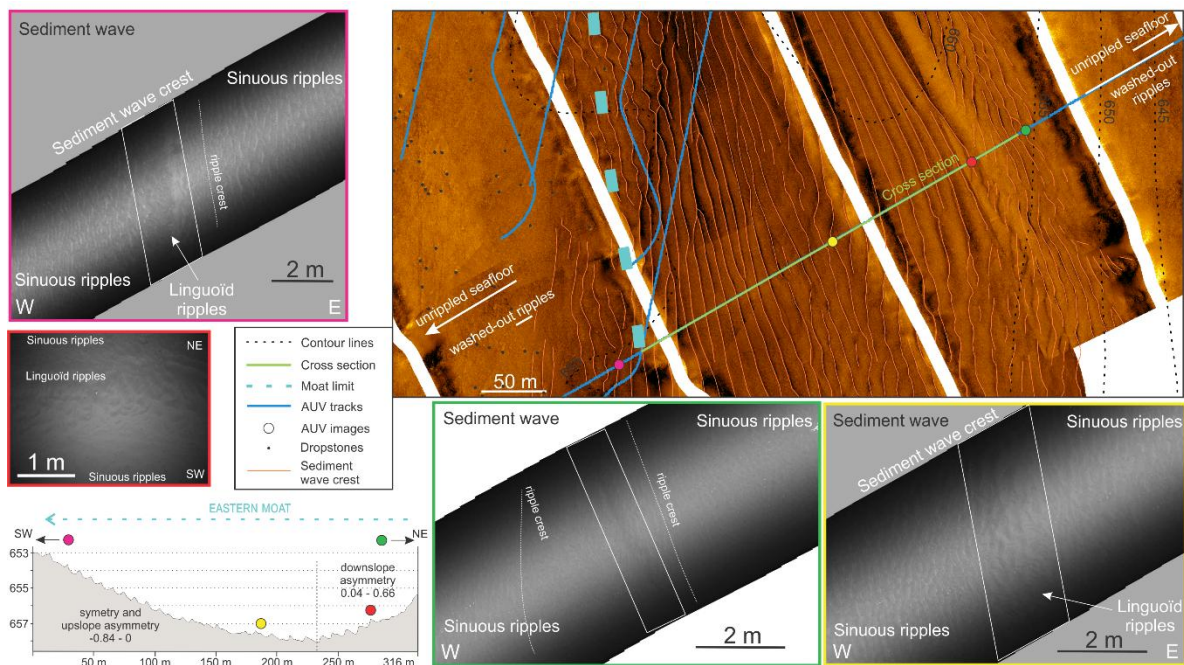 Sediment wave
Sinuous ripples
Sediment wave crest
ripple crest
Sinuous ripples
Linguoïd
ripples
2 m
W
E
660
650
645
unrippled seafloor
washed-out
ripples
Cross section
unrippled seafloor
washed-out ripples
50 m
Sinuous ripples
NE
Linguoïd ripples
1 m
Sinuous ripples
SW
Contour lines
Cross section
Moat limit
AUV tracks
AUV images
Dropstones
Sediment
wave crest
EASTERN MOAT
SW
NE
653
655
657
downslope
asymmetry
0.04 - 0.66
symetry and
upslope asymmetry
-0.84 - 0
50 m
100 m
150 m
200 m
250 m
316 m
Sediment wave
Sinuous ripples
ripple crest
ripple crest
Sinuous ripples
W
2 m
E
Sediment wave
Sediment wave crest
Sinuous ripples
Sinuous ripples
Linguoïd
ripples
W
2 m
E